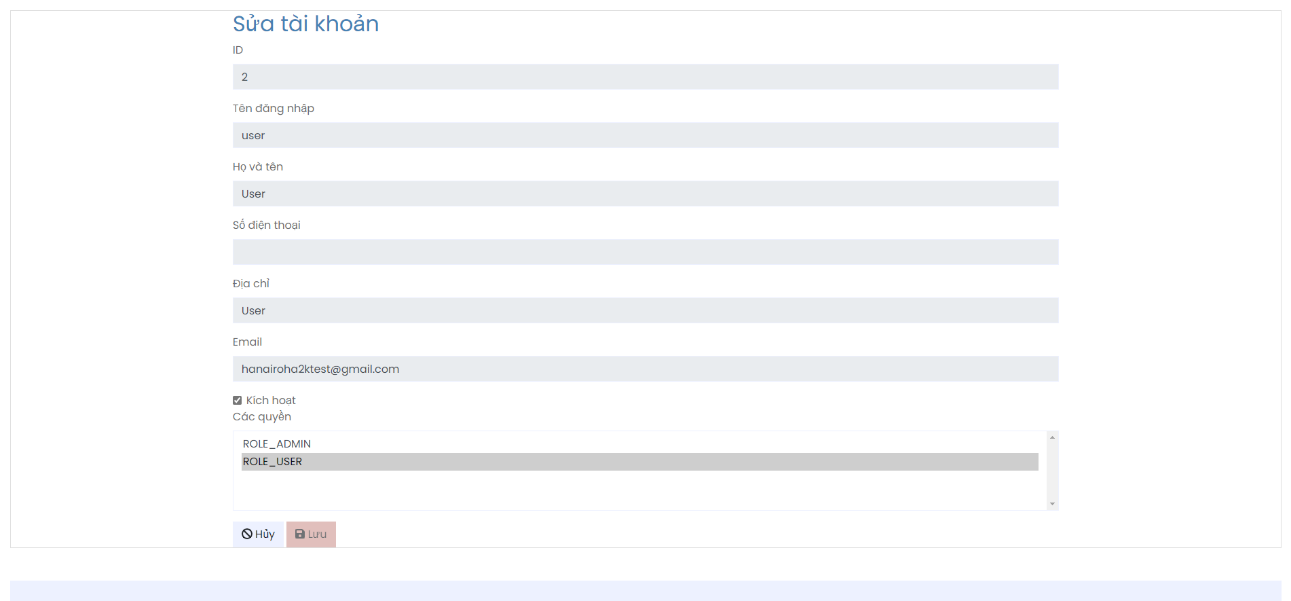 Sửa tài khoản
ID
2
Tên đăng nhập
user
Họ và tên
User
Số điện thoại
Địa chỉ
User
Email
hanairoha2ktest@gmail.com
Kích hoạt
Các quyền
ROLE_ADMIN
ROLE_USER
Hủy Lưu